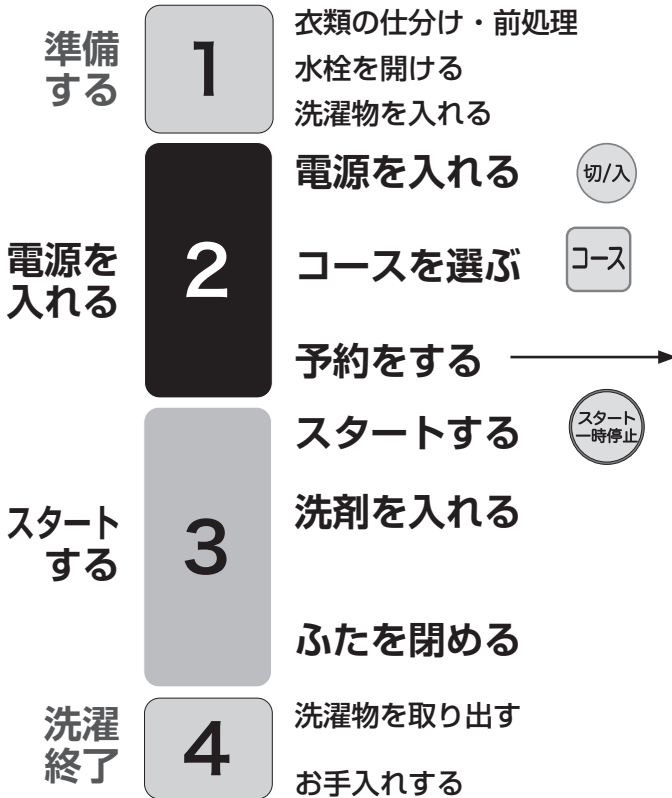 準備
する
1
衣類の仕分け・前処理
水栓を開ける
洗濯物を入れる
電源を
入れる
2
電源を入れる
切/入
コースを選ぶ
コース
予約をする
スタート
する
3
スタートする
スタート
一時停止
洗剤を入れる
ふたを閉める
洗濯
終了
4
洗濯物を取り出す
お手入れする